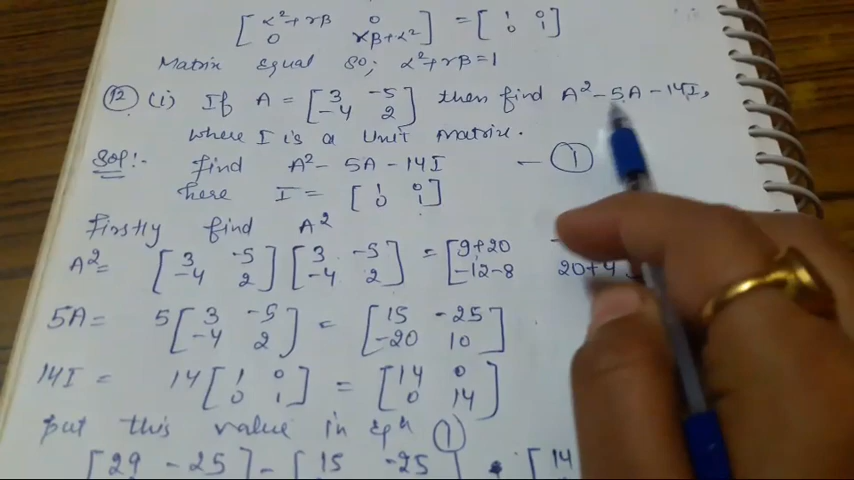 [α²+γβ 0] = [1 0]
[0 γβ+α²] [0 1]
Matrix Equal So; α²+γβ=1
(12) (i) If A = [3 -5] then find A²-5A-14I,
[-4 2]
where I is a Unit Matrix.
Sol:- find A² - 5A - 14I — (1)
here I = [1 0]
[0 1]
Firstly find A²
A² = [3 -5] [3 -5] = [9+20
[-4 2] [-4 2] [-12-8 20+4
5A = 5 [3 -5] = [15 -25]
[-4 2] [-20 10]
14I = 14 [1 0] = [14 0]
[0 1] [0 14]
put this value in Eqn (1)
[29 -25] - [15 -25] [14